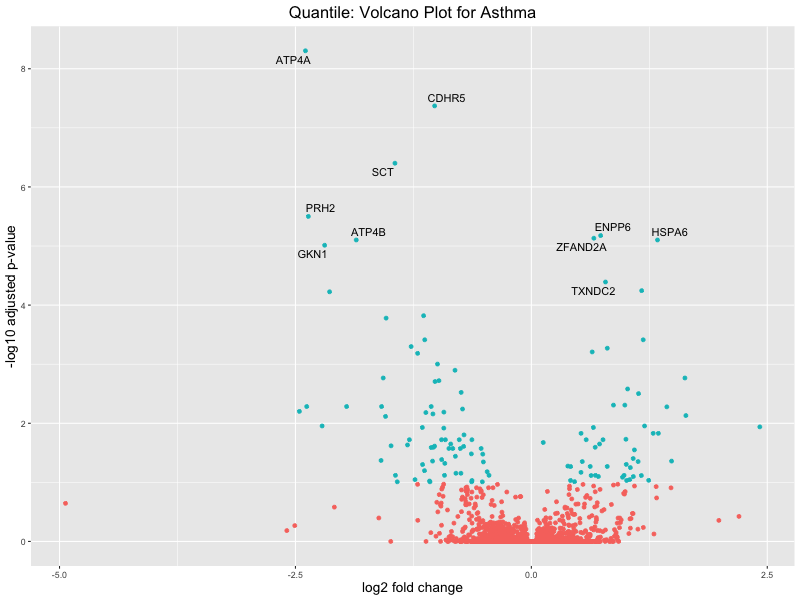 Quantile: Volcano Plot for Asthma
ATP4A
CDHR5
SCT
PRH2
ATP4B
GKN1
ENPP6
ZFAND2A
HSPA6
TXNDC2
8
6
4
2
0
-log10 adjusted p-value
-5.0
-2.5
0.0
2.5
log2 fold change